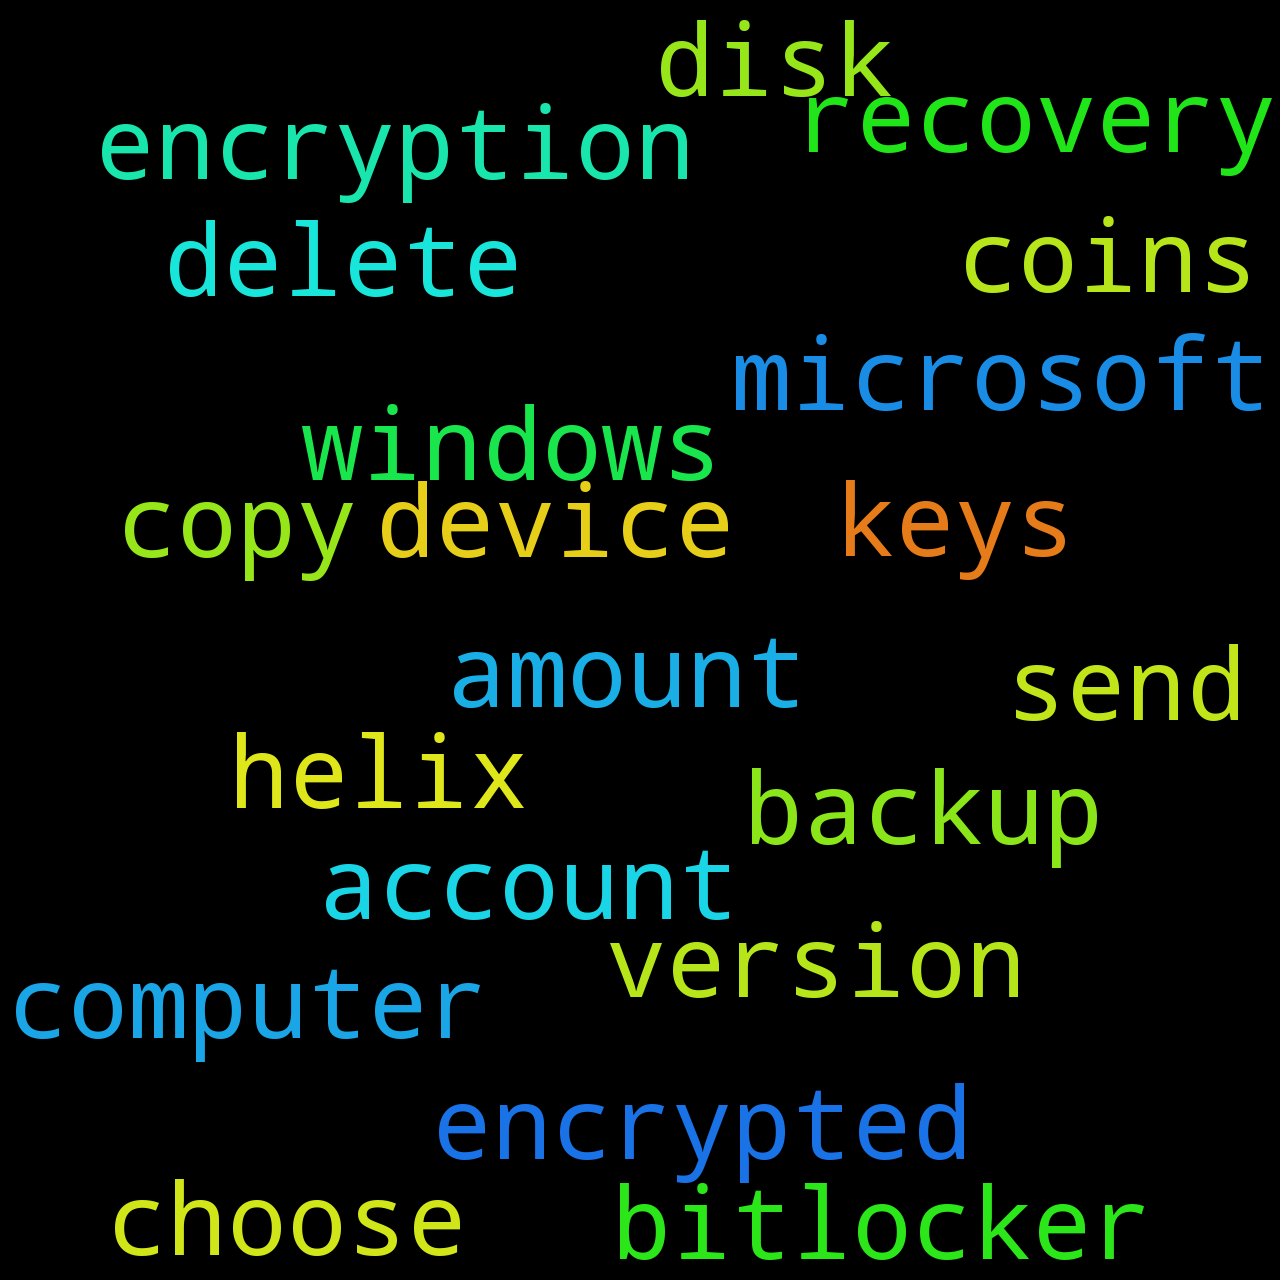 disk
recovery
encryption
delete
coins
microsoft
windows
copy device keys
amount
send
helix
backup
account
version
computer
encrypted
choose bitlocker